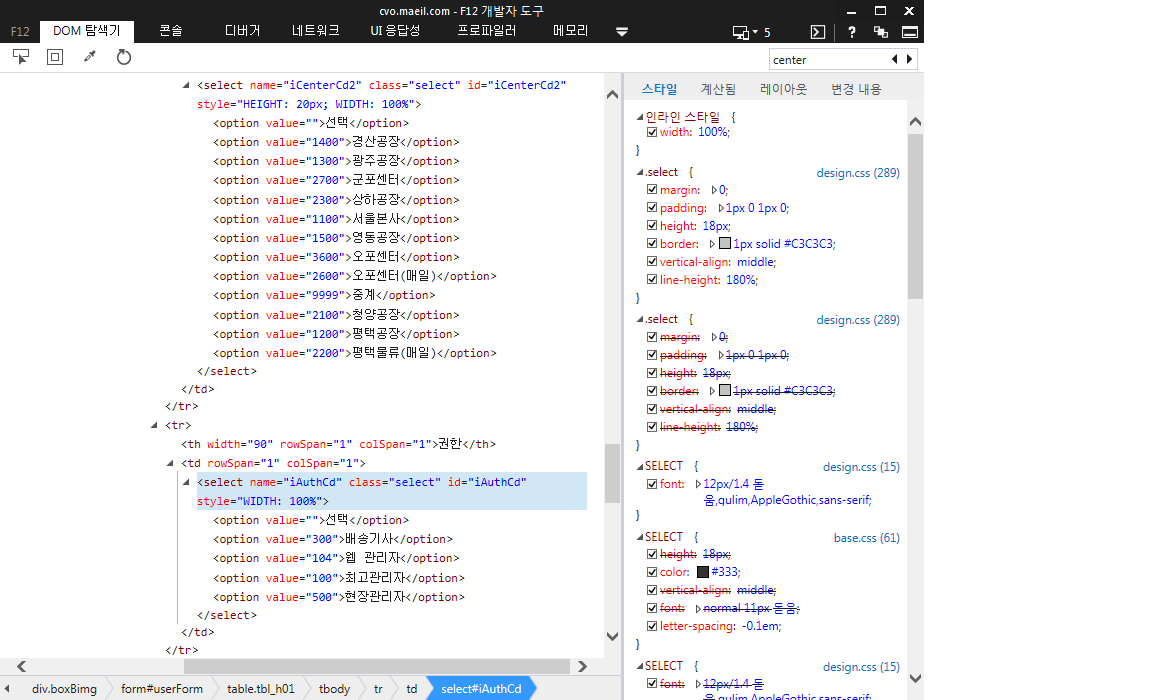 cvo.maeil.com - F12 개발자 도구
F12 DOM 탐색기 콘솔 디버거 네트워크 UI 응답성 프로파일러 메모리 5 ?
center
<select name="iCenterCd2" class="select" id="iCenterCd2"
style="HEIGHT: 20px; WIDTH: 100%">
<option value="">선택</option>
<option value="1400">경산공장</option>
<option value="1300">광주공장</option>
<option value="2700">군포센터</option>
<option value="2300">상하공장</option>
<option value="1100">서울본사</option>
<option value="1500">영동공장</option>
<option value="3600">오포센터</option>
<option value="2600">오포센터(매일)</option>
<option value="9999">중계</option>
<option value="2100">청양공장</option>
<option value="1200">평택공장</option>
<option value="2200">평택물류(매일)</option>
</select>
</td>
</tr>
<tr>
<th width="90" rowSpan="1" colSpan="1">권한</th>
<td rowSpan="1" colSpan="1">
<select name="iAuthCd" class="select" id="iAuthCd"
style="WIDTH: 100%">
<option value="">선택</option>
<option value="300">배송기사</option>
<option value="104">웹 관리자</option>
<option value="100">최고관리자</option>
<option value="500">현장관리자</option>
</select>
</td>
</tr>
div.boxBimg form#userForm table.tbl_h01 tbody tr td select#iAuthCd
스타일 계산됨 레이아웃 변경 내용
인라인 스타일 {
width: 100%;
}
.select { design.css (289)
margin: 0;
padding: 1px 0 1px 0;
height: 18px;
border: 1px solid #C3C3C3;
vertical-align: middle;
line-height: 180%;
}
.select { design.css (289)
margin: 0;
padding: 1px 0 1px 0;
height: 18px;
border: 1px solid #C3C3C3;
vertical-align: middle;
line-height: 180%;
}
SELECT { design.css (15)
font: 12px/1.4 돋
움,gulim,AppleGothic,sans-serif;
}
SELECT { base.css (61)
height: 18px;
color: #333;
vertical-align: middle;
font: normal 11px 돋움;
letter-spacing: -0.1em;
}
SELECT { design.css (15)
font: 12px/1.4 돋
움,gulim,AppleGothic,sans-serif;